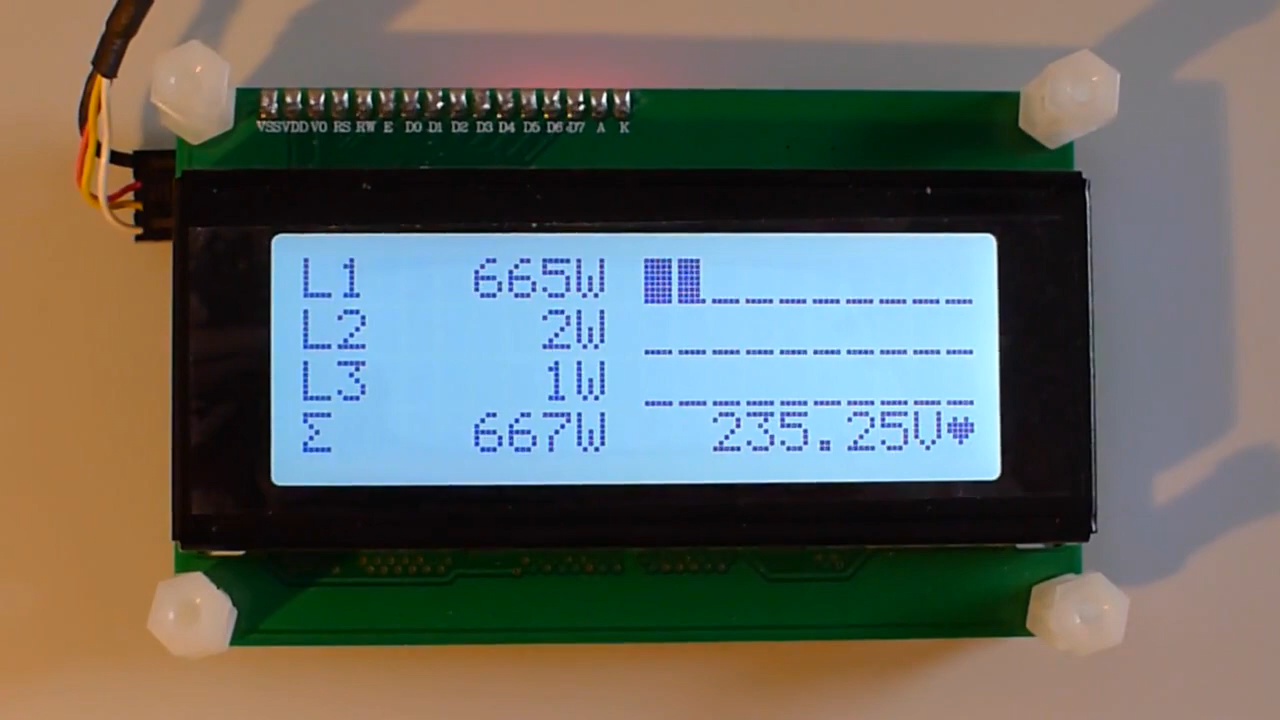 VSS VDD VO RS RW E D0 D1 D2 D3 D4 D5 D6 D7 A K
L1 665W
L2 2W
L3 1W
Σ 667W 235.25V♥